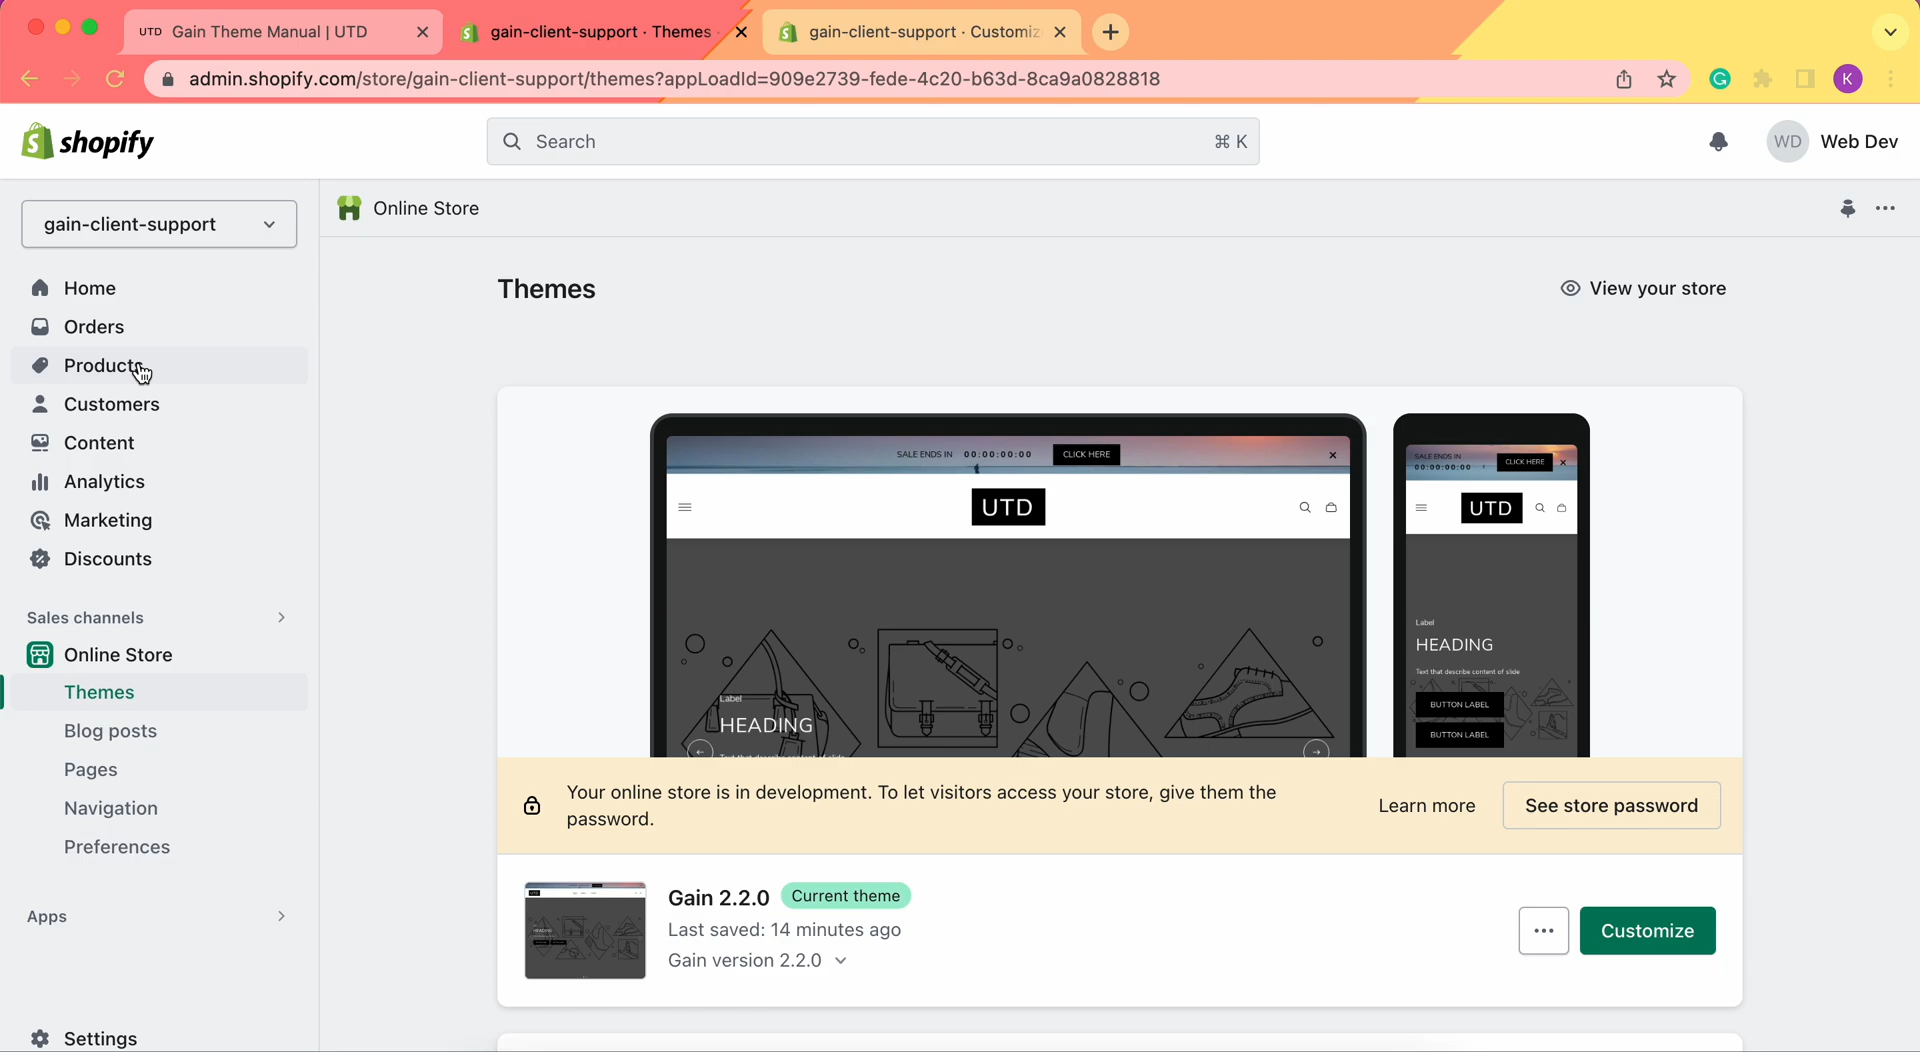 UTD Gain Theme Manual | UTD
gain-client-support · Themes ·
gain-client-support · Customiz
admin.shopify.com/store/gain-client-support/themes?appLoadId=909e2739-fede-4c20-b63d-8ca9a0828818
K
shopify
Search
⌘ K
WD
Web Dev
gain-client-support
Online Store
Home
Orders
Products
Customers
Content
Analytics
Marketing
Discounts
Sales channels
Online Store
Themes
Blog posts
Pages
Navigation
Preferences
Apps
Settings
Themes
View your store
SALE ENDS IN 00:00:00:00 CLICK HERE
UTD
Label
HEADING
Text that describe content of slide
SALE ENDS IN
00:00:00:00
CLICK HERE
UTD
Label
HEADING
Text that describe content of slide
BUTTON LABEL
BUTTON LABEL
Your online store is in development. To let visitors access your store, give them the
password.
Learn more
See store password
Gain 2.2.0 Current theme
Last saved: 14 minutes ago
Gain version 2.2.0
Customize